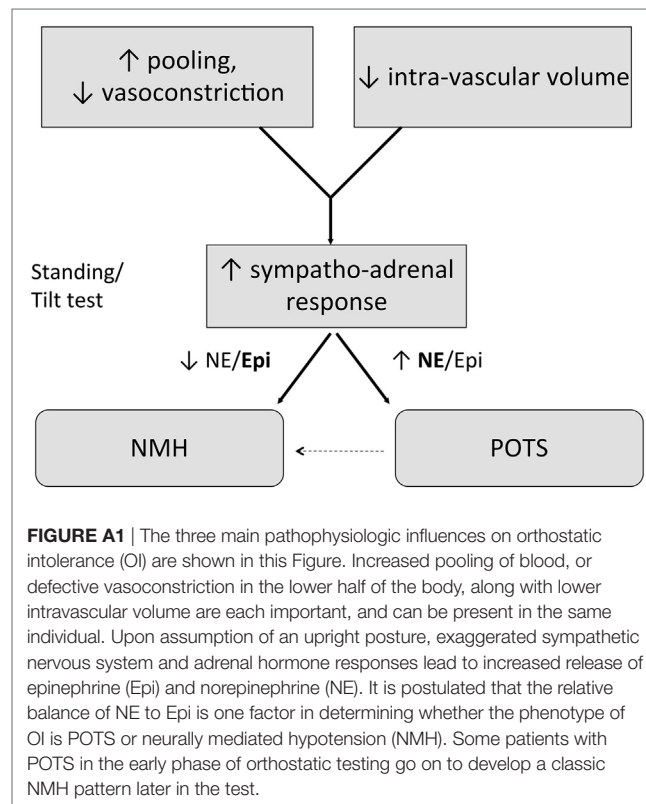 ↑ pooling,
↓ vasoconstriction
↓ intra-vascular volume
Standing/
Tilt test
↑ sympatho-adrenal
response
↓ NE/Epi
↑ NE/Epi
NMH
POTS
FIGURE A1 | The three main pathophysiologic influences on orthostatic
intolerance (OI) are shown in this Figure. Increased pooling of blood, or
defective vasoconstriction in the lower half of the body, along with lower
intravascular volume are each important, and can be present in the same
individual. Upon assumption of an upright posture, exaggerated sympathetic
nervous system and adrenal hormone responses lead to increased release of
epinephrine (Epi) and norepinephrine (NE). It is postulated that the relative
balance of NE to Epi is one factor in determining whether the phenotype of
OI is POTS or neurally mediated hypotension (NMH). Some patients with
POTS in the early phase of orthostatic testing go on to develop a classic
NMH pattern later in the test.